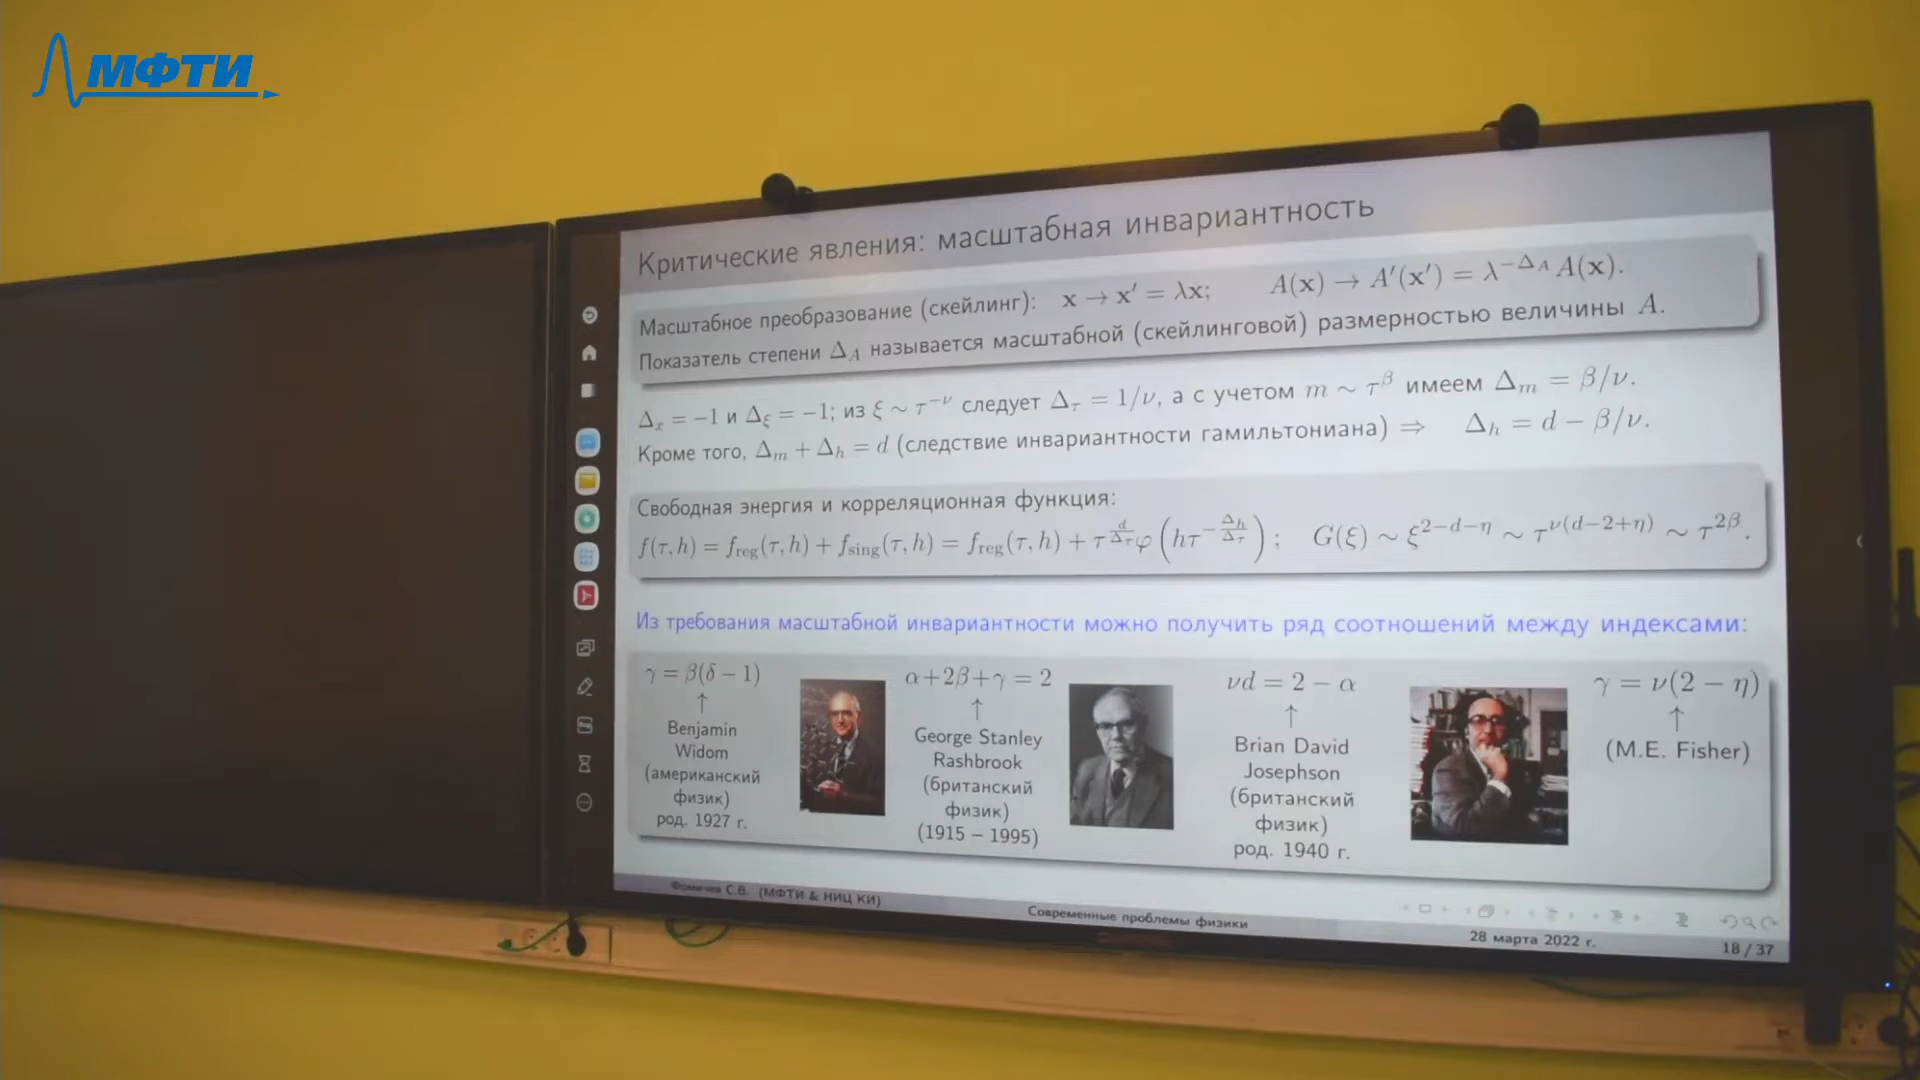 МФТИ
Критические явления: масштабная инвариантность
Масштабное преобразование (скейлинг): x → x′ = λx; A(x) → A′(x′) = λ^{−Δ_A} A(x).
Показатель степени Δ_A называется масштабной (скейлинговой) размерностью величины A.
Δ_x = −1 и Δ_ξ = −1; из ξ ∼ τ^{−ν} следует Δ_τ = 1/ν, а с учетом m ∼ τ^β имеем Δ_m = β/ν.
Кроме того, Δ_m + Δ_h = d (следствие инвариантности гамильтониана) ⇒ Δ_h = d − β/ν.
Свободная энергия и корреляционная функция:
f(τ, h) = f_reg(τ, h) + f_sing(τ, h) = f_reg(τ, h) + τ^{d/Δ_τ} φ(hτ^{−Δ_h/Δ_τ}); G(ξ) ∼ ξ^{2−d−η} ∼ τ^{ν(d−2+η)} ∼ τ^{2β}.
Из требования масштабной инвариантности можно получить ряд соотношений между индексами:
γ = β(δ − 1)
↑
Benjamin
Widom
(американский
физик)
род. 1927 г.
α+2β+γ = 2
↑
George Stanley
Rashbrook
(британский
физик)
(1915 – 1995)
νd = 2 − α
↑
Brian David
Josephson
(британский
физик)
род. 1940 г.
γ = ν(2 − η)
↑
(M.E. Fisher)
Фомичев С.В. (МФТИ & НИЦ КИ)
Современные проблемы физики
28 марта 2022 г.
18 / 37